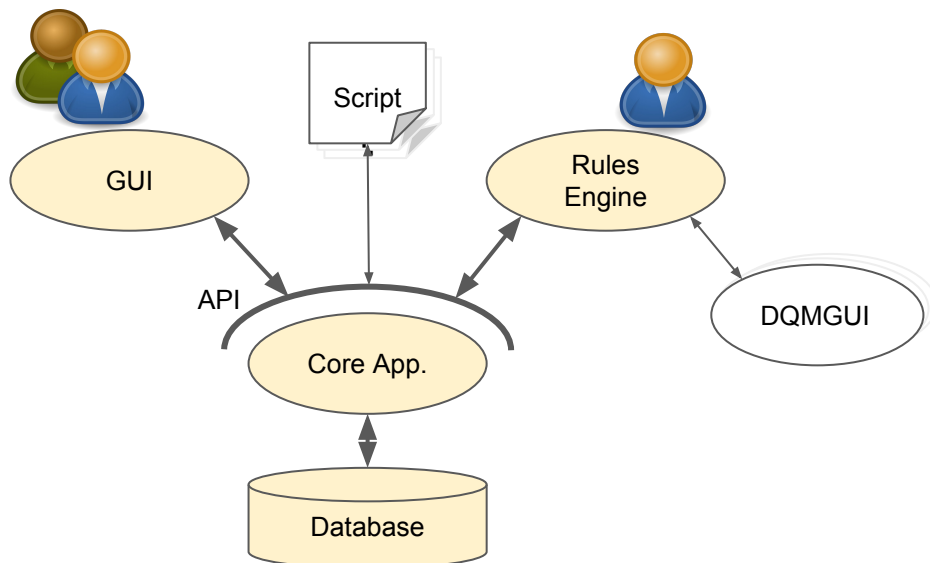 Script
GUI
Rules
Engine
API
DQMGUI
Core App.
Database